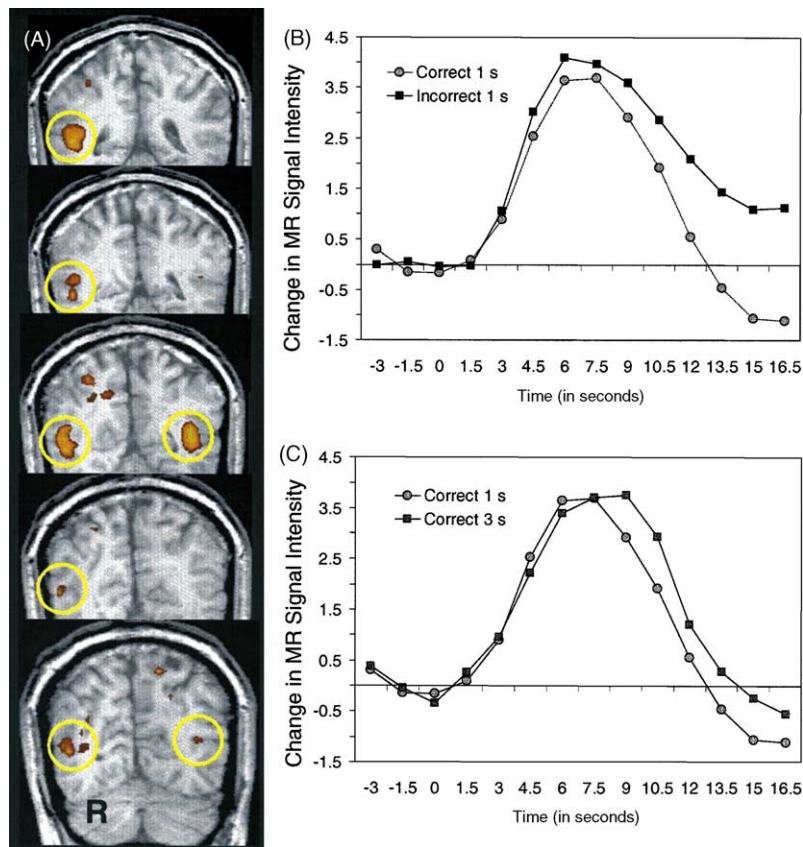 (A)
R
(B)
Change in MR Signal Intensity
4.5
3.5
2.5
1.5
0.5
-0.5
-1.5
Correct 1 s
Incorrect 1 s
-3 -1.5 0 1.5 3 4.5 6 7.5 9 10.5 12 13.5 15 16.5
Time (in seconds)
(C)
Change in MR Signal Intensity
4.5
3.5
2.5
1.5
0.5
-0.5
-1.5
Correct 1 s
Correct 3 s
-3 -1.5 0 1.5 3 4.5 6 7.5 9 10.5 12 13.5 15 16.5
Time (in seconds)